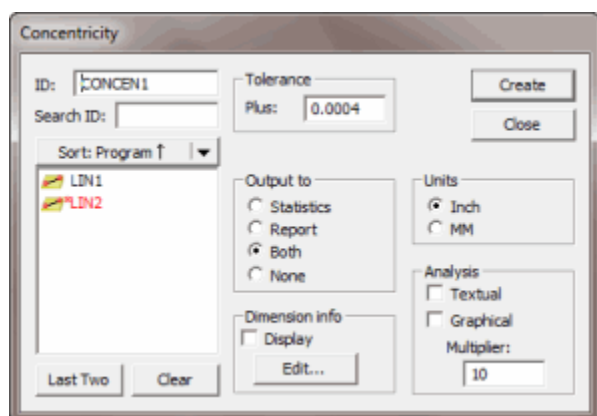 Concentricity
ID: CONCEN1
Search ID:
Sort: Program ↑
LIN1
*LIN2
Last Two
Clear
Tolerance
Plus: 0.0004
Output to
Statistics
Report
Both
None
Dimension info
Display
Edit...
Create
Close
Units
Inch
MM
Analysis
Textual
Graphical
Multiplier:
10